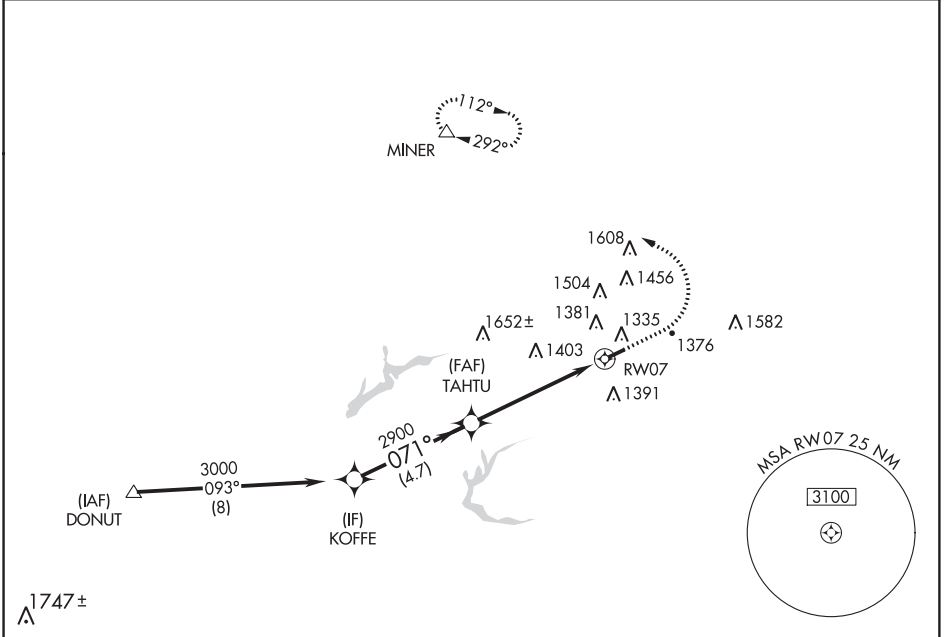 112°
292°
MINER
1608
1456
1504
1381
1335
1582
1652±
1403
1376
(FAF)
TAHTU
RW07
1391
2900
071°
(4.7)
3000
093°
(8)
(IAF)
DONUT
(IF)
KOFFE
MSA RW07 25 NM
3100
1747±